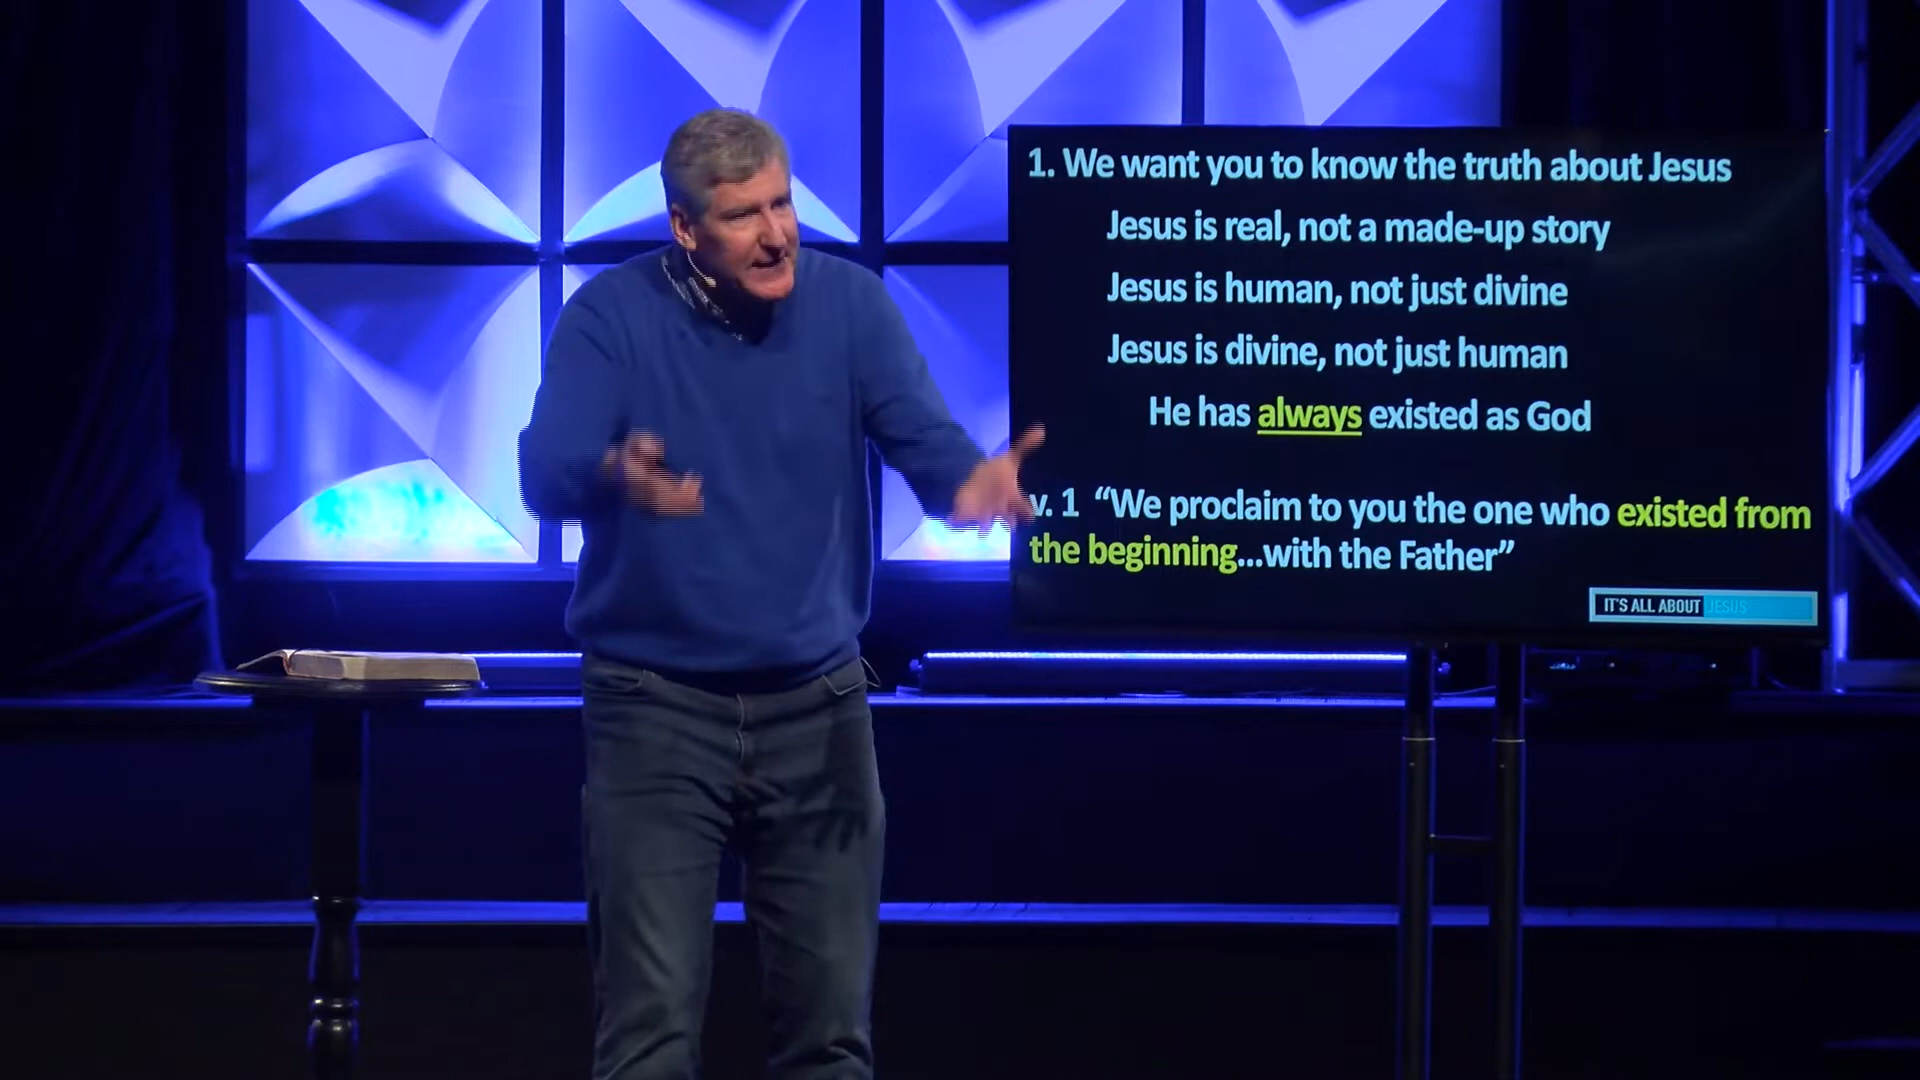 1. We want you to know the truth about Jesus
Jesus is real, not a made-up story
Jesus is human, not just divine
Jesus is divine, not just human
He has always existed as God
v. 1 “We proclaim to you the one who existed from
the beginning...with the Father”
IT'S ALL ABOUT JESUS